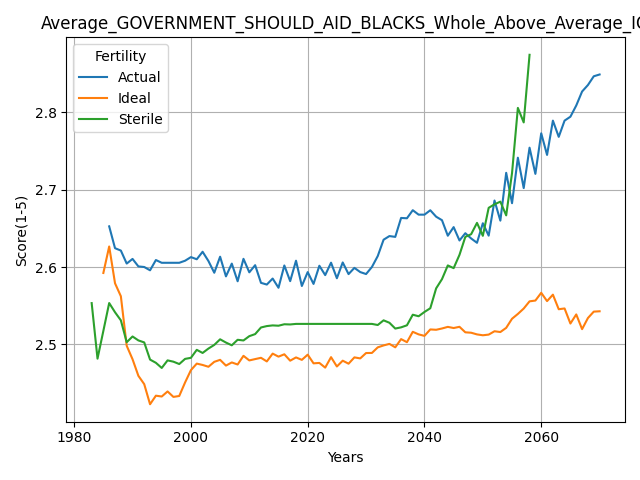 Average_GOVERNMENT_SHOULD_AID_BLACKS_Whole_Above_Average_IQ
Fertility
Actual
Ideal
Sterile
Score(1-5)
2.8
2.7
2.6
2.5
1980 2000 2020 2040 2060
Years